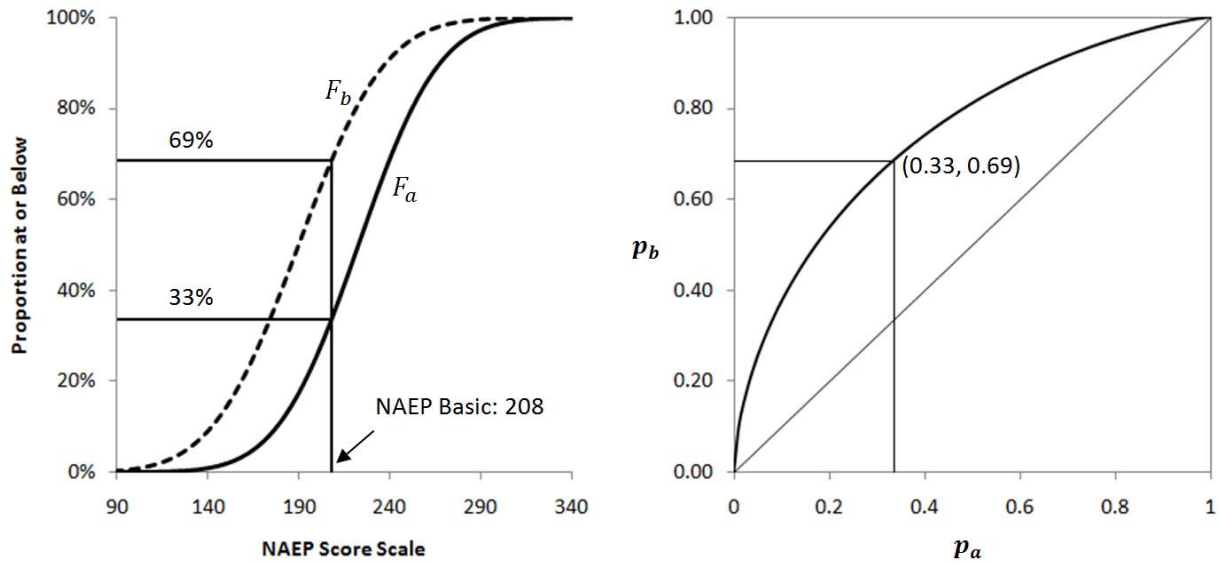 100%
80%
60%
40%
20%
0%
Proportion at or Below
69%
33%
F_b
F_a
NAEP Basic: 208
90 140 190 240 290 340
NAEP Score Scale
1.00
0.80
0.60
0.40
0.20
0.00
p_b
(0.33, 0.69)
0 0.2 0.4 0.6 0.8 1
p_a